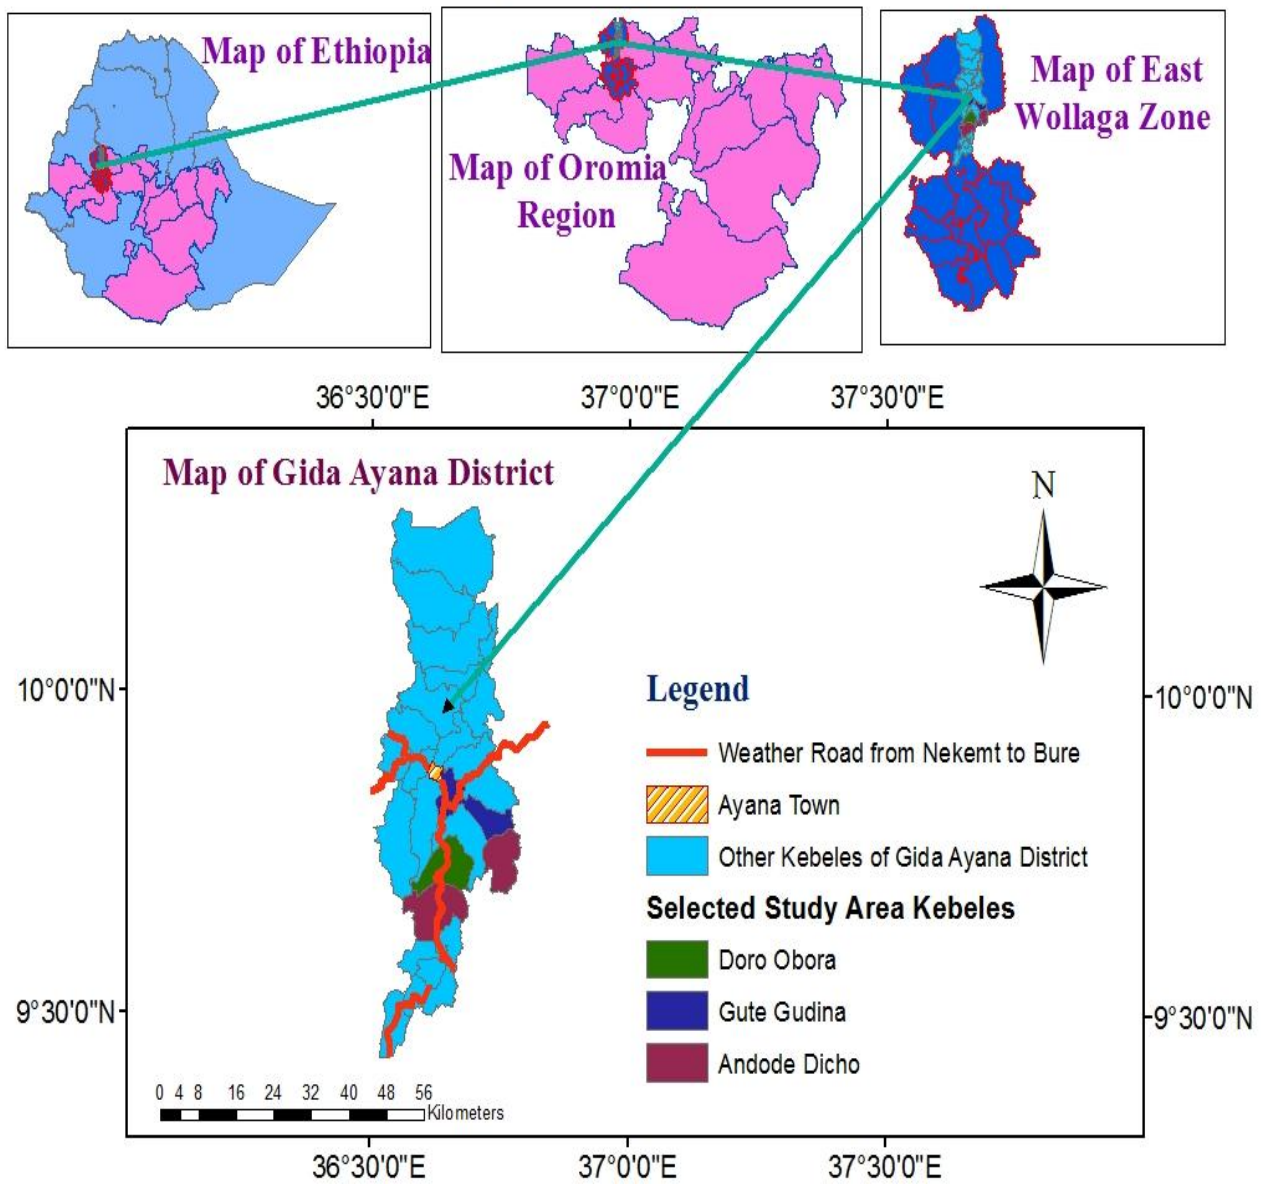 Map of Ethiopia
Map of Oromia
Region
Map of East
Wollaga Zone
36°30'0"E 37°0'0"E 37°30'0"E
Map of Gida Ayana District
N
10°0'0"N
10°0'0"N
Legend
Weather Road from Nekemt to Bure
Ayana Town
Other Kebeles of Gida Ayana District
Selected Study Area Kebeles
Doro Obora
Gute Gudina
Andode Dicho
9°30'0"N
9°30'0"N
0 4 8 16 24 32 40 48 56
Kilometers
36°30'0"E 37°0'0"E 37°30'0"E